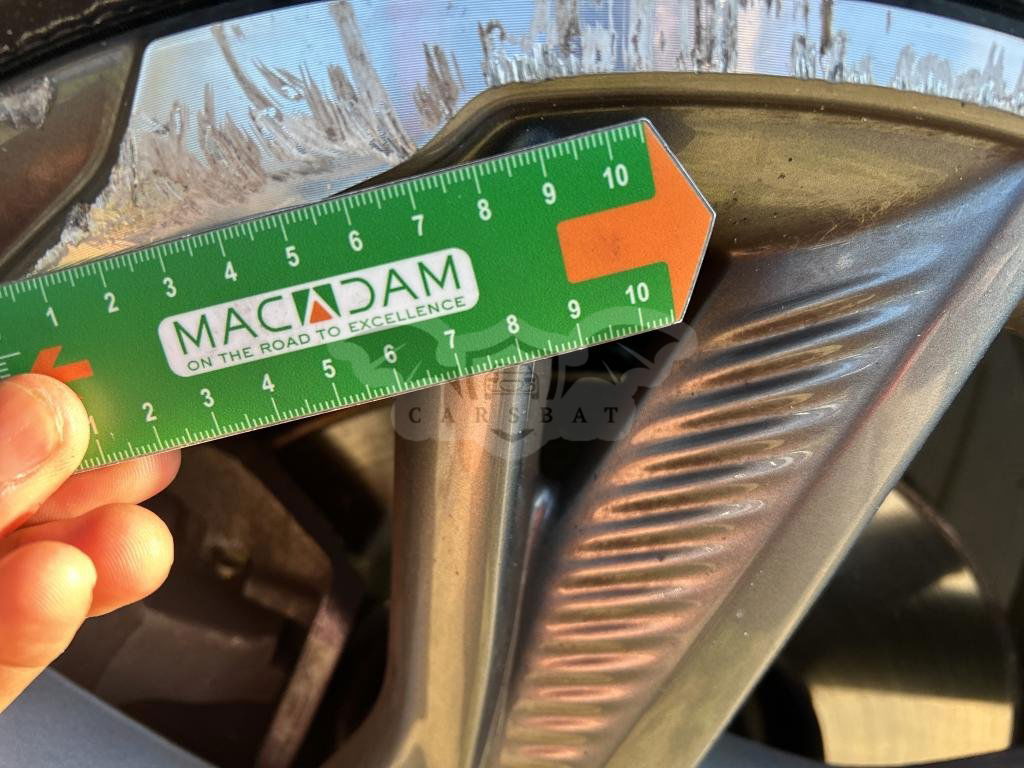 1 2 3 4 5 6 7 8 9 10
MACADAM
ON THE ROAD TO EXCELLENCE
1 2 3 4 5 6 7 8 9 10
CARSBAT